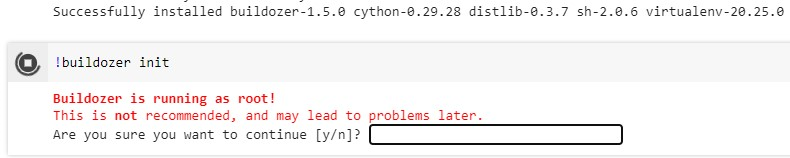 Successfully installed buildozer-1.5.0 cython-0.29.28 distlib-0.3.7 sh-2.0.6 virtualenv-20.25.0
!buildozer init
Buildozer is running as root!
This is not recommended, and may lead to problems later.
Are you sure you want to continue [y/n]?